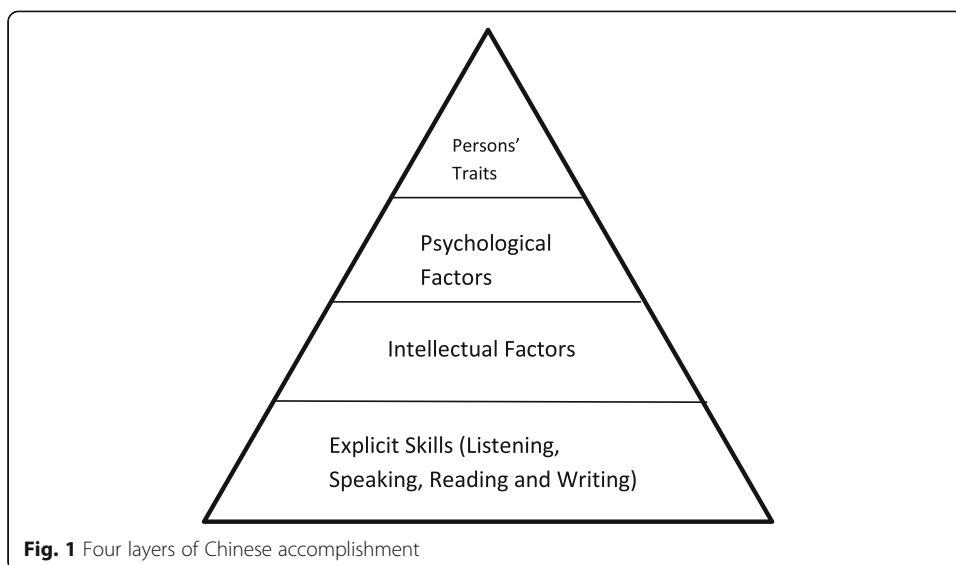 Persons’
Traits
Psychological
Factors
Intellectual Factors
Explicit Skills (Listening,
Speaking, Reading and Writing)
Fig. 1 Four layers of Chinese accomplishment